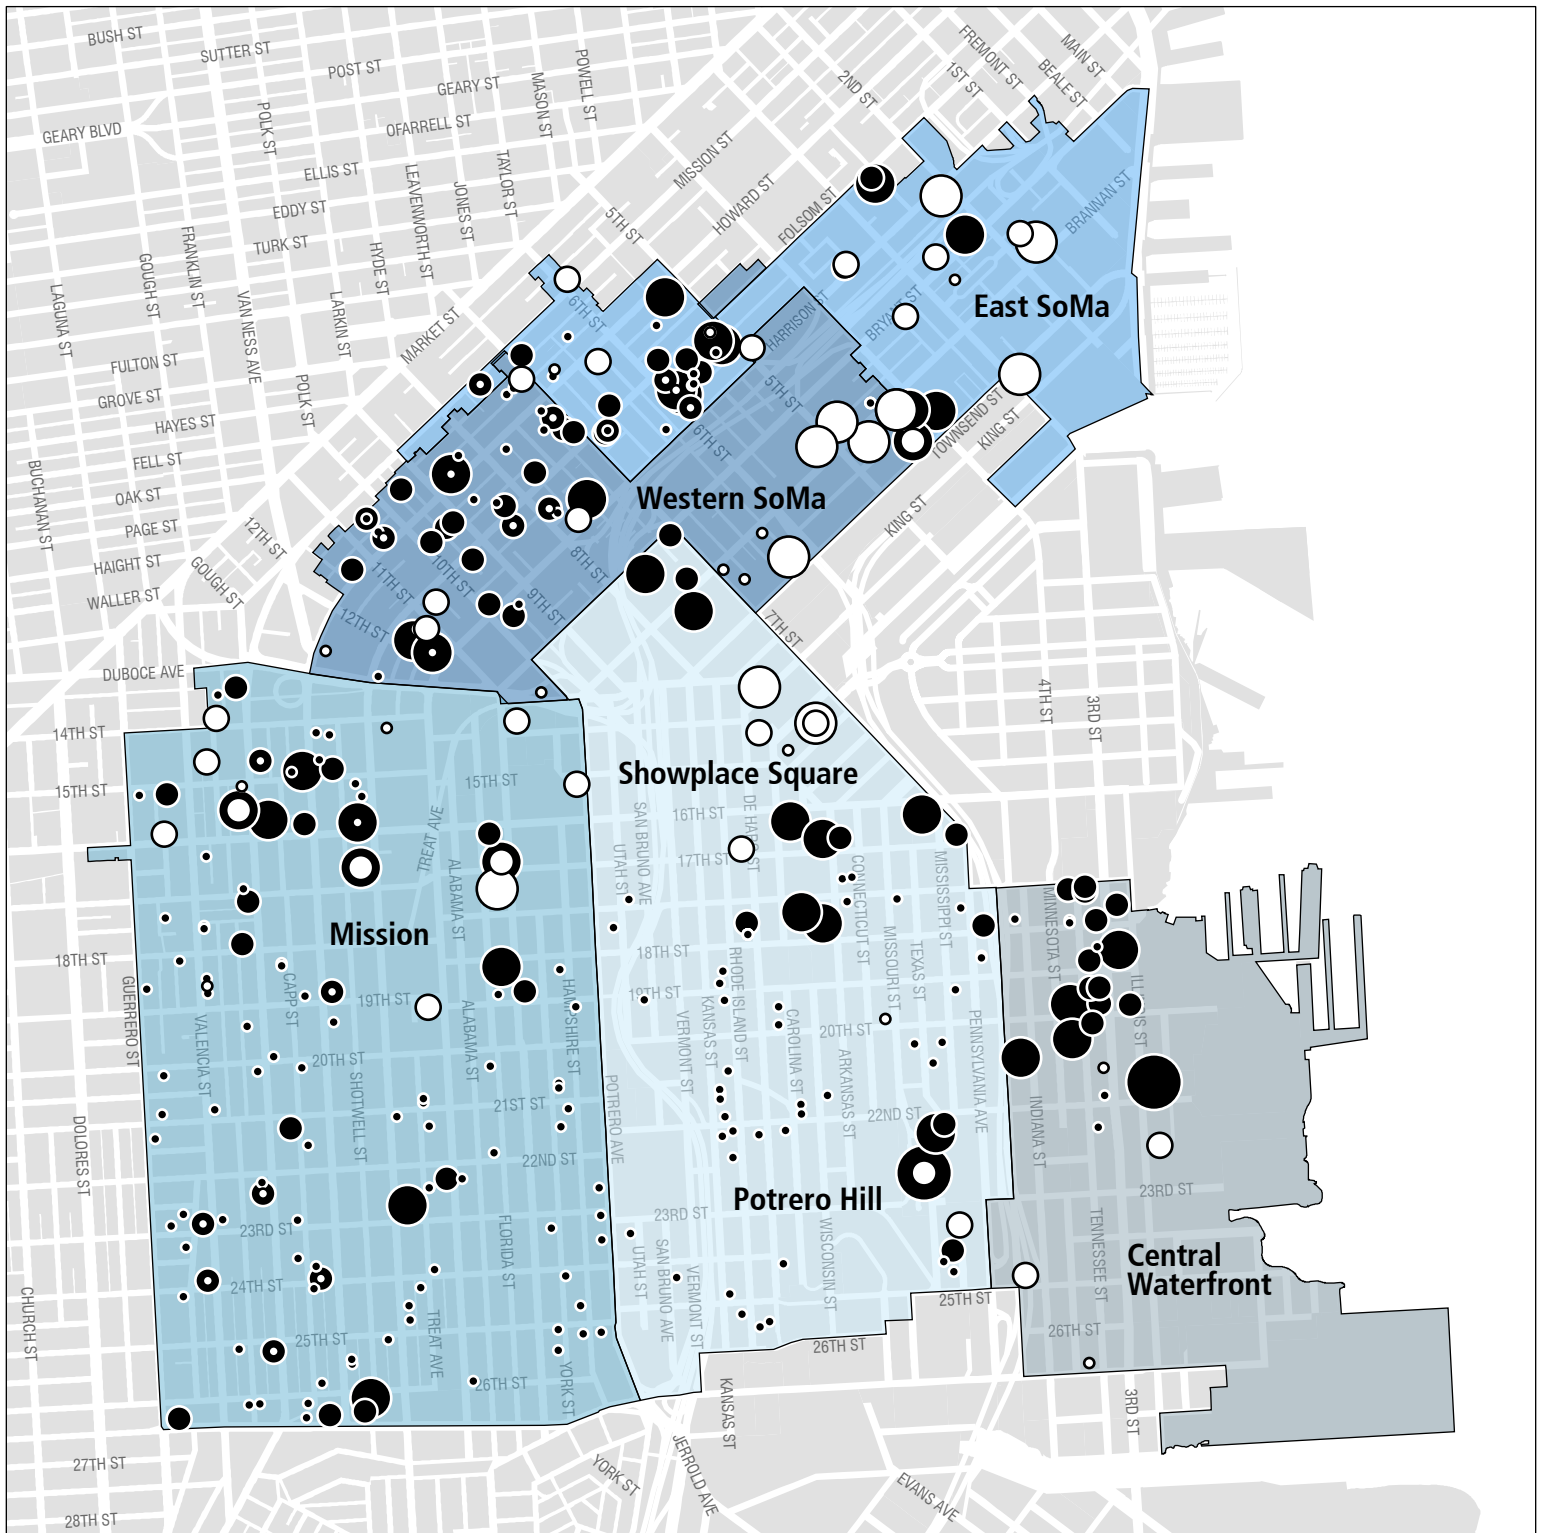 BUSH ST
SUTTER ST
POST ST
GEARY ST
GEARY BLVD
POLK ST
OFARRELL ST
MASON ST
POWELL ST
ELLIS ST
EDDY ST
TURK ST
LEAVENWORTH ST
JONES ST
TAYLOR ST
HYDE ST
LARKIN ST
FRANKLIN ST
GOUGH ST
VAN NESS AVE
LAGUNA ST
FULTON ST
GROVE ST
HAYES ST
FELL ST
OAK ST
PAGE ST
HAIGHT ST
WALLER ST
BUCHANAN ST
POLK ST
MARKET ST
12TH ST
GOUGH ST
DUBOCE AVE
MISSION ST
HOWARD ST
FOLSOM ST
5TH ST
6TH ST
2ND ST
1ST ST
FREMONT ST
BEALE ST
MAIN ST
BRANNAN ST
HARRISON ST
BRYANT ST
East SoMa
5TH ST
6TH ST
TOWNSEND ST
KING ST
KING ST
Western SoMa
8TH ST
9TH ST
10TH ST
11TH ST
12TH ST
7TH ST
4TH ST
3RD ST
14TH ST
15TH ST
15TH ST
Showplace Square
16TH ST
17TH ST
SAN BRUNO AVE
UTAH ST
TREAT AVE
ALABAMA ST
CONNECTICUT ST
MISSISSIPPI ST
MINNESOTA ST
Mission
18TH ST
18TH ST
GUERRERO ST
CAPP ST
19TH ST
19TH ST
HAMPSHIRE ST
ALABAMA ST
VALENCIA ST
20TH ST
20TH ST
SHOTWELL ST
RHODE ISLAND ST
KANSAS ST
VERMONT ST
CAROLINA ST
ARKANSAS ST
MISSOURI ST
TEXAS ST
PENNSYLVANIA AVE
ILLINOIS ST
INDIANA ST
DOLORES ST
21ST ST
22ND ST
22ND ST
POTRERO AVE
23RD ST
23RD ST
23RD ST
Potrero Hill
FLORIDA ST
UTAH ST
SAN BRUNO AVE
VERMONT ST
WISCONSIN ST
TENNESSEE ST
Central
Waterfront
24TH ST
25TH ST
25TH ST
26TH ST
26TH ST
26TH ST
TREAT AVE
YORK ST
CHURCH ST
KANSAS ST
3RD ST
27TH ST
28TH ST
YORK ST
JERROLD AVE
EVANS AVE